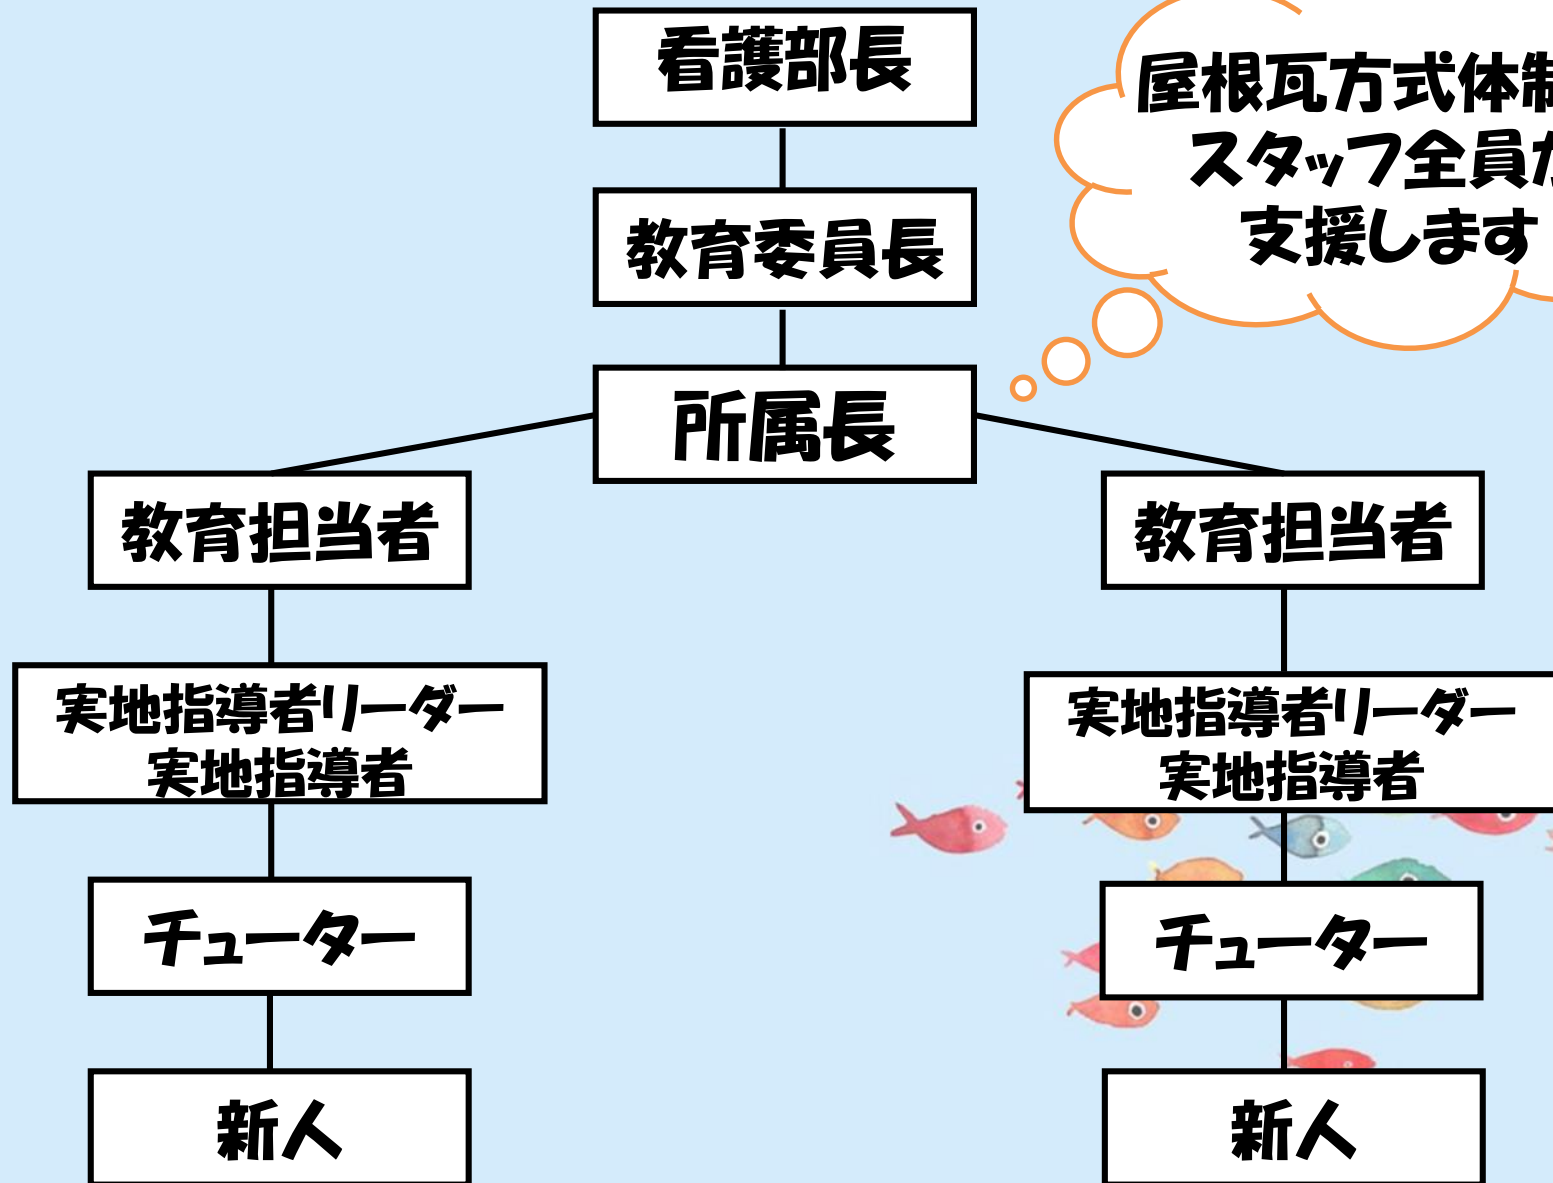 看護部長
屋根瓦方式体制
スタッフ全員が
支援します
教育委員長
所属長
教育担当者
教育担当者
実地指導者リーダー
実地指導者
実地指導者リーダー
実地指導者
チューター
チューター
新人
新人